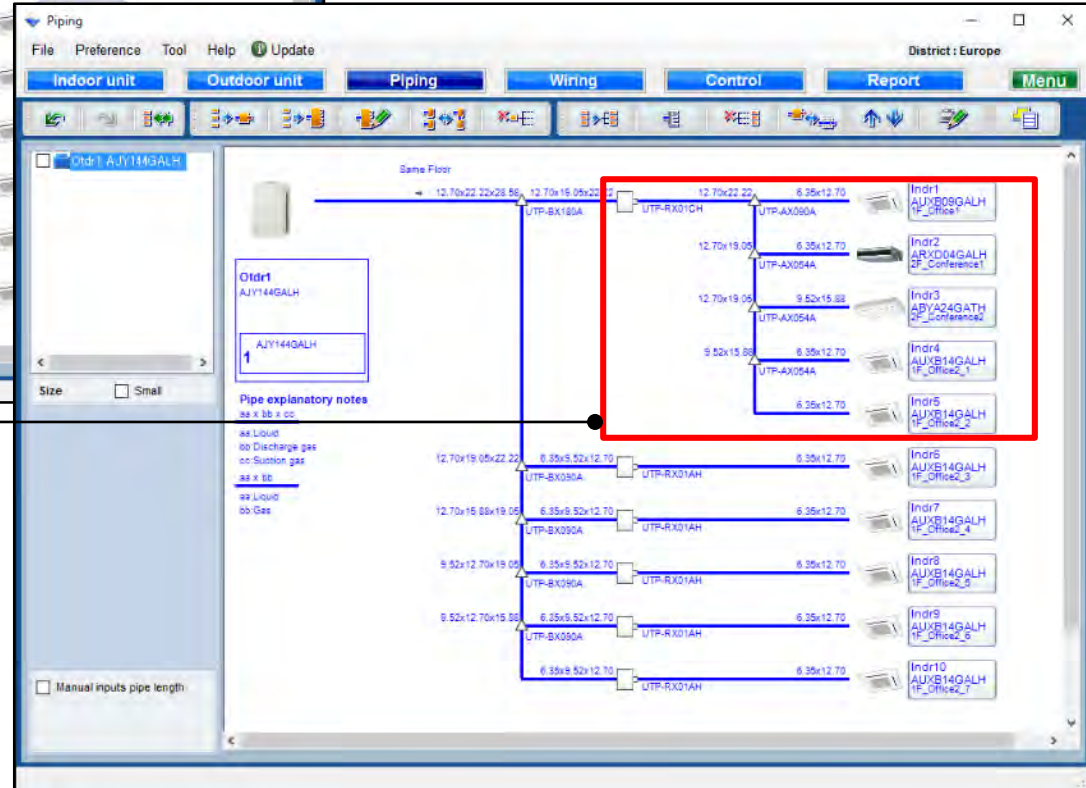 Piping
File Preference Tool Help Update District : Europe
Indoor unit Outdoor unit Piping Wiring Control Report Menu
Otdr1 AJY144GALH
Size Small
Manual inputs pipe length
Same Floor
12.70x22.22x28.58 12.70x19.05x22.22 12.70x22.22 6.35x12.70
UTP-BX180A UTP-RX01CH UTP-AX090A
Indr1
AUXB09GALH
1F_Office1
12.70x19.05 6.35x12.70
UTP-AX054A
Indr2
ARXD04GALH
2F_Conference1
12.70x19.05 9.52x15.88
UTP-AX054A
Indr3
ABYA24GATH
2F_Conference2
9.52x15.88 6.35x12.70
UTP-AX054A
Indr4
AUXB14GALH
1F_Office2_1
6.35x12.70
Indr5
AUXB14GALH
1F_Office2_2
Otdr1
AJY144GALH
AJY144GALH
1
Pipe explanatory notes
aa x bb x cc
aa:Liquid
bb:Discharge gas
cc:Suction gas
aa x bb
aa:Liquid
bb:Gas
12.70x19.05x22.22 6.35x9.52x12.70 6.35x12.70
UTP-BX090A UTP-RX01AH
Indr6
AUXB14GALH
1F_Office2_3
12.70x15.88x19.05 6.35x9.52x12.70 6.35x12.70
UTP-BX090A UTP-RX01AH
Indr7
AUXB14GALH
1F_Office2_4
9.52x12.70x19.05 6.35x9.52x12.70 6.35x12.70
UTP-BX090A UTP-RX01AH
Indr8
AUXB14GALH
1F_Office2_5
9.52x12.70x15.88 6.35x9.52x12.70 6.35x12.70
UTP-BX090A UTP-RX01AH
Indr9
AUXB14GALH
1F_Office2_6
6.35x9.52x12.70 6.35x12.70
UTP-RX01AH
Indr10
AUXB14GALH
1F_Office2_7